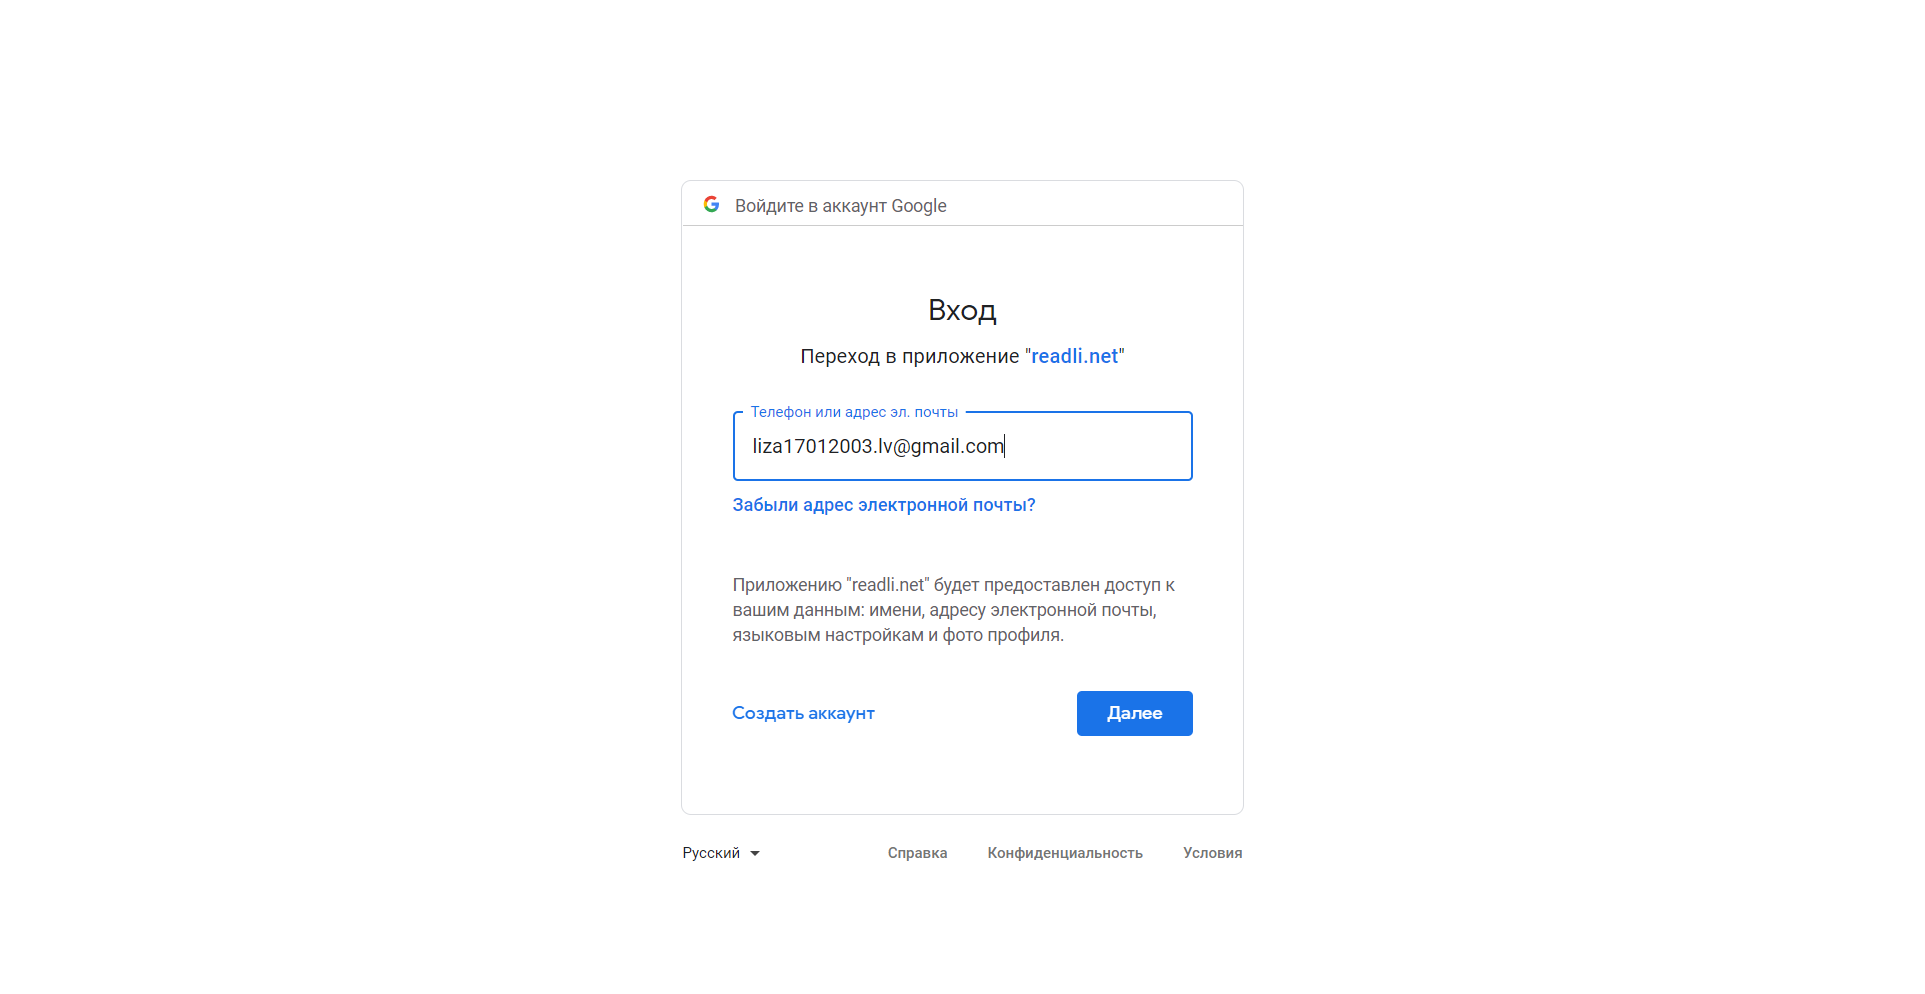 Войдите в аккаунт Google
Вход
Переход в приложение "readli.net"
Телефон или адрес эл. почты
liza17012003.lv@gmail.com
Забыли адрес электронной почты?
Приложению "readli.net" будет предоставлен доступ к
вашим данным: имени, адресу электронной почты,
языковым настройкам и фото профиля.
Создать аккаунт
Далее
Русский
Справка
Конфиденциальность
Условия